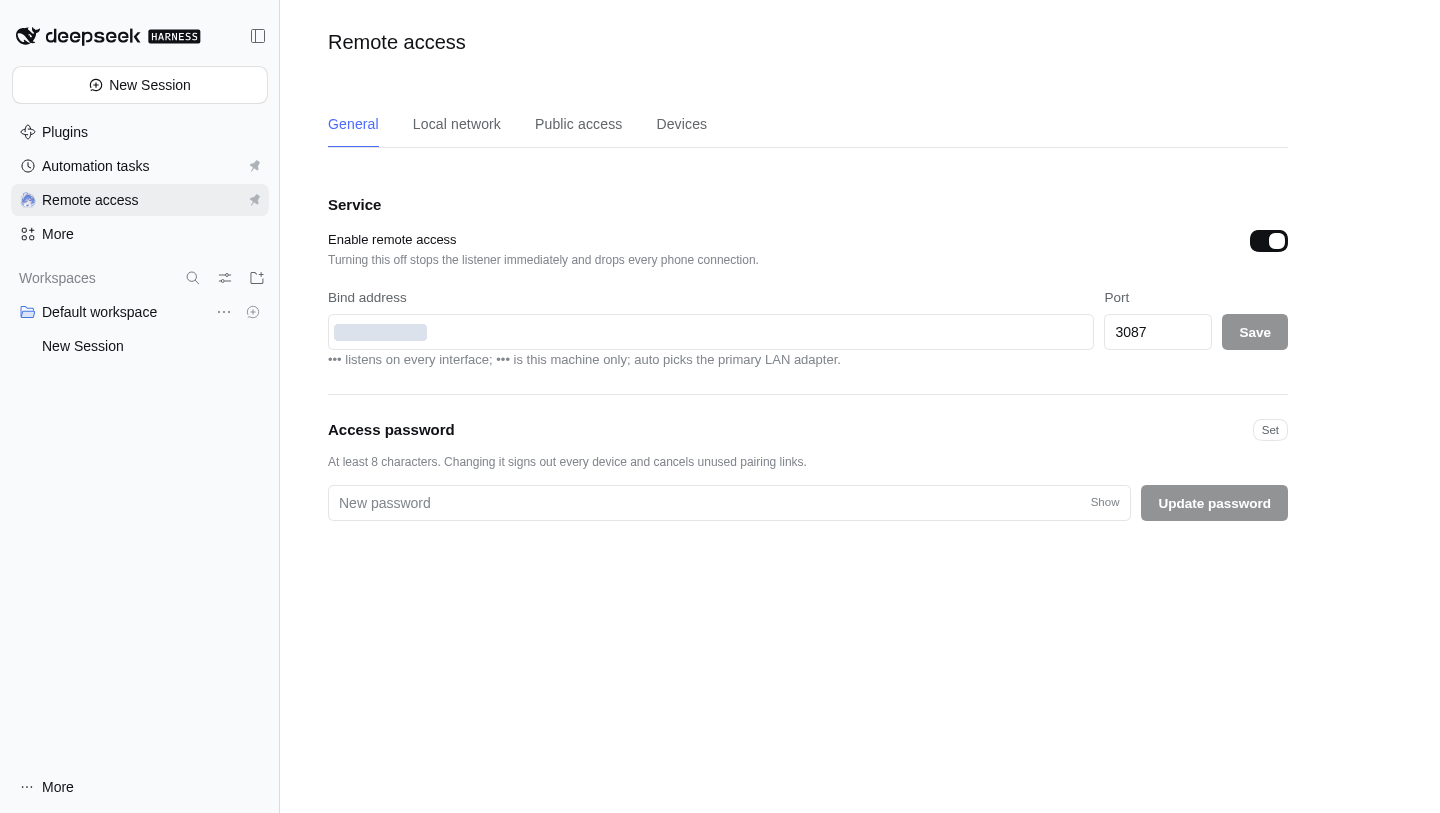 deepseek HARNESS
New Session
Plugins
Automation tasks
Remote access
More
Workspaces
Default workspace
New Session
More
Remote access
General
Local network
Public access
Devices
Service
Enable remote access
Turning this off stops the listener immediately and drops every phone connection.
Bind address
Port
3087
Save
••• listens on every interface; ••• is this machine only; auto picks the primary LAN adapter.
Access password
Set
At least 8 characters. Changing it signs out every device and cancels unused pairing links.
New password
Show
Update password